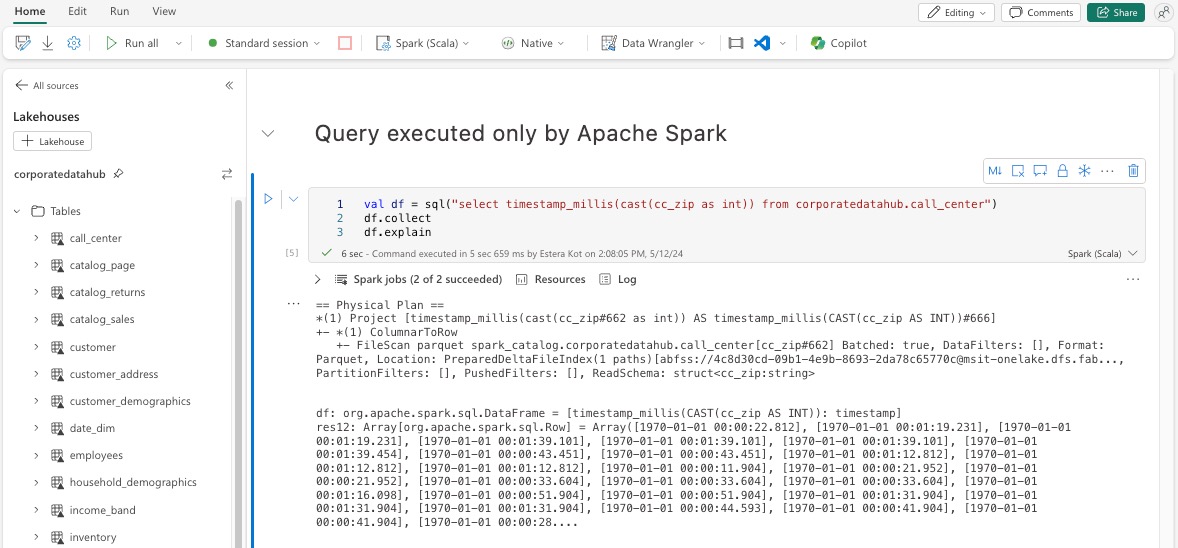 Home Edit Run View
Editing Comments Share
Run all Standard session Spark (Scala) Native Data Wrangler Copilot
All sources
Lakehouses
Lakehouse
corporatedatahub
Tables
call_center
catalog_page
catalog_returns
catalog_sales
customer
customer_address
customer_demographics
date_dim
employees
household_demographics
income_band
inventory
Query executed only by Apache Spark
M↓ ...
1 val df = sql("select timestamp_millis(cast(cc_zip as int)) from corporatedatahub.call_center")
2 df.collect
3 df.explain
[5] 6 sec - Command executed in 5 sec 659 ms by Estera Kot on 2:08:05 PM, 5/12/24 Spark (Scala)
Spark jobs (2 of 2 succeeded) Resources Log ...
... == Physical Plan ==
*(1) Project [timestamp_millis(cast(cc_zip#662 as int)) AS timestamp_millis(CAST(cc_zip AS INT))#666]
+- *(1) ColumnarToRow
+- FileScan parquet spark_catalog.corporatedatahub.call_center[cc_zip#662] Batched: true, DataFilters: [], Format:
Parquet, Location: PreparedDeltaFileIndex(1 paths)[abfss://4c8d30cd-09b1-4e9b-8693-2da78c65770c@msit-onelake.dfs.fab...,
PartitionFilters: [], PushedFilters: [], ReadSchema: struct<cc_zip:string>
df: org.apache.spark.sql.DataFrame = [timestamp_millis(CAST(cc_zip AS INT)): timestamp]
res12: Array[org.apache.spark.sql.Row] = Array([1970-01-01 00:00:22.812], [1970-01-01 00:01:19.231], [1970-01-01
00:01:19.231], [1970-01-01 00:01:39.101], [1970-01-01 00:01:39.101], [1970-01-01 00:01:39.101], [1970-01-01
00:01:39.454], [1970-01-01 00:00:43.451], [1970-01-01 00:00:43.451], [1970-01-01 00:01:12.812], [1970-01-01
00:01:12.812], [1970-01-01 00:01:12.812], [1970-01-01 00:00:11.904], [1970-01-01 00:00:21.952], [1970-01-01
00:00:21.952], [1970-01-01 00:00:33.604], [1970-01-01 00:00:33.604], [1970-01-01 00:00:33.604], [1970-01-01
00:01:16.098], [1970-01-01 00:00:51.904], [1970-01-01 00:00:51.904], [1970-01-01 00:01:31.904], [1970-01-01
00:01:31.904], [1970-01-01 00:01:31.904], [1970-01-01 00:00:44.593], [1970-01-01 00:00:41.904], [1970-01-01
00:00:41.904], [1970-01-01 00:00:28....